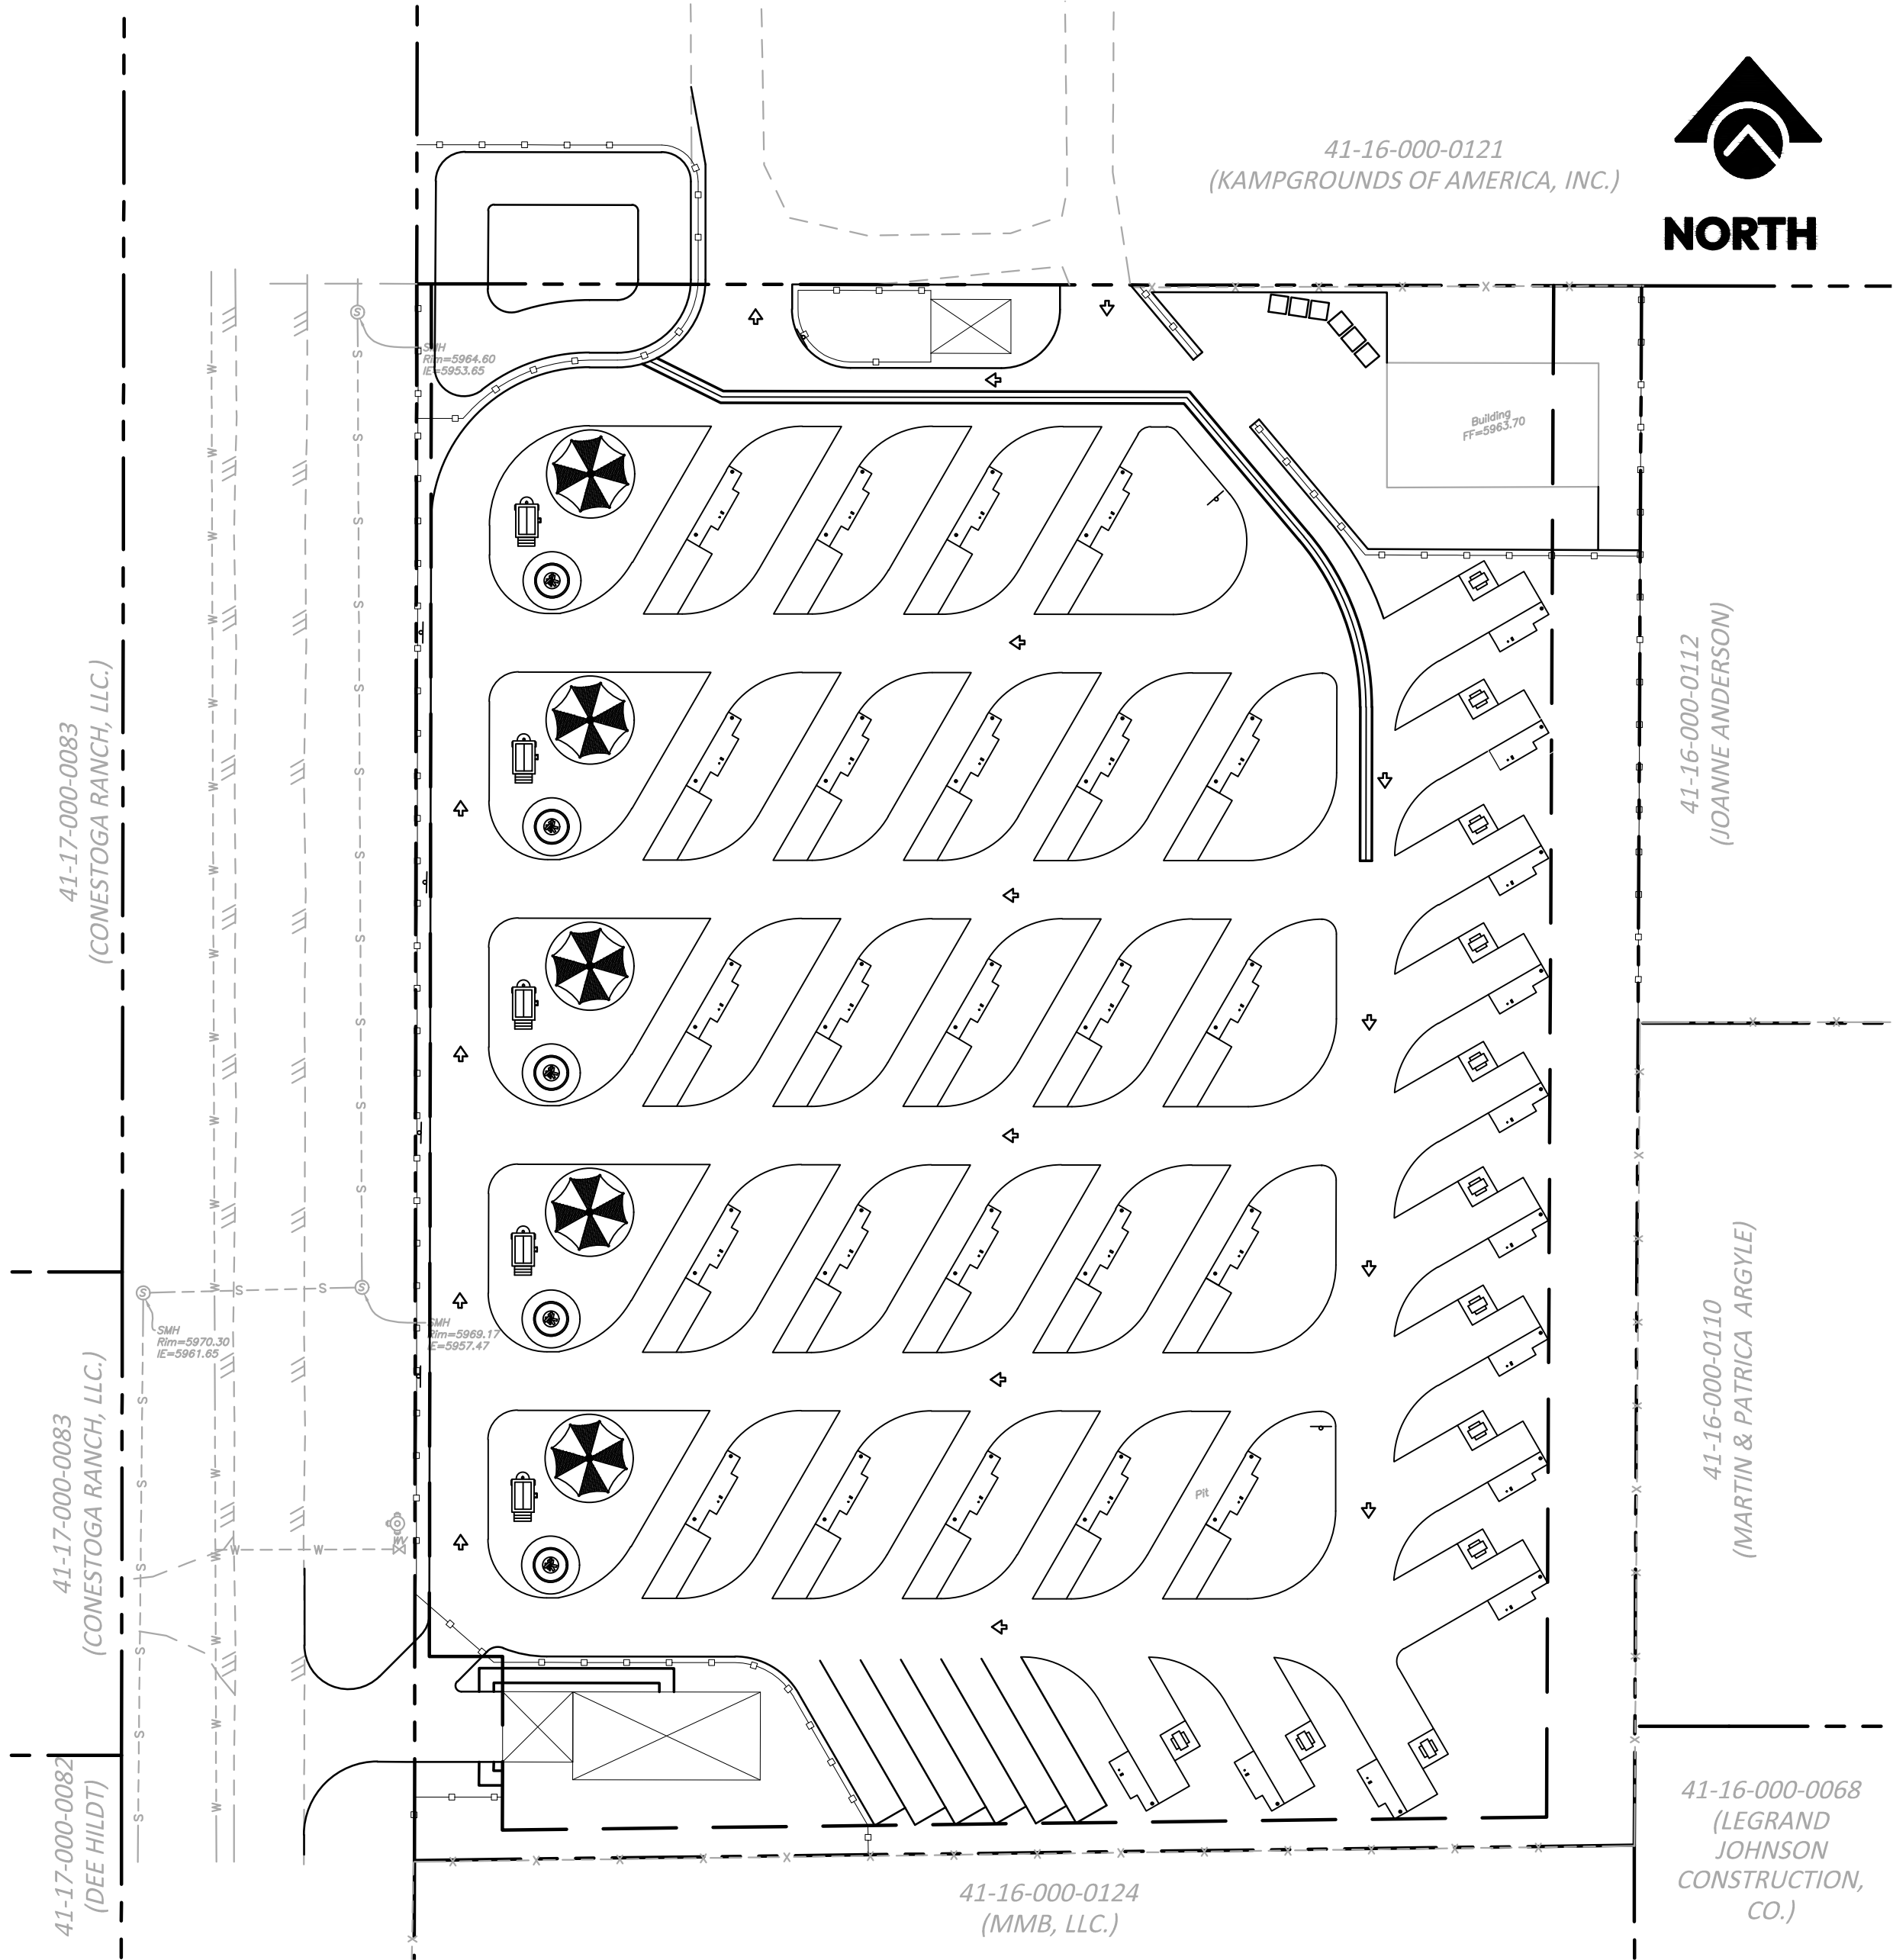 41-16-000-0121
(KAMPGROUNDS OF AMERICA, INC.)
NORTH
SMH
Rim=5964.60
IE=5953.65
Building
FF=5963.70
41-17-000-0083
(CONESTOGA RANCH, LLC.)
41-16-000-0112
(JOANNE ANDERSON)
SMH
Rim=5970.30
IE=5961.65
SMH
Rim=5969.17
IE=5957.47
41-16-000-0110
(MARTIN & PATRICA ARGYLE)
41-17-000-0083
(CONESTOGA RANCH, LLC.)
Pit
41-17-000-0082
(DEE HILDT)
41-16-000-0068
(LEGRAND
JOHNSON
CONSTRUCTION,
CO.)
41-16-000-0124
(MMB, LLC.)